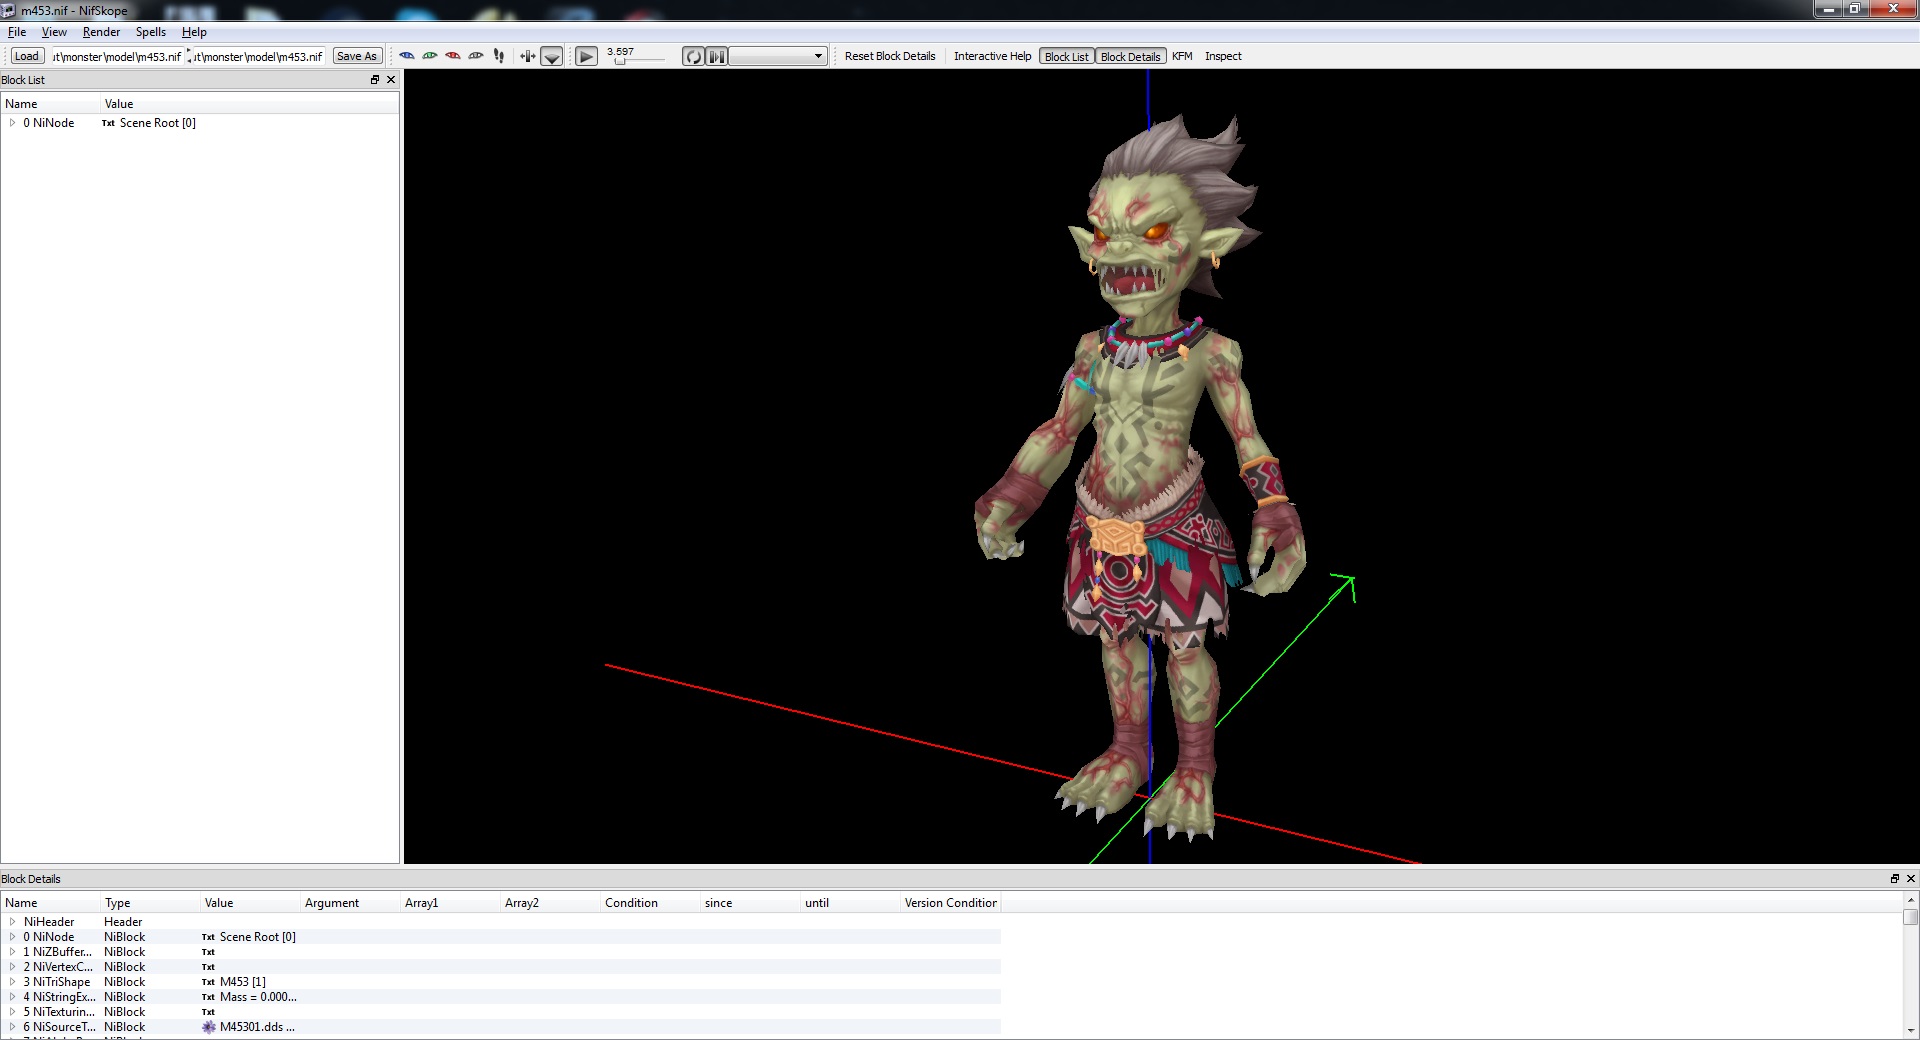 m453.nif - NifSkope
File View Render Spells Help
Load ut\monster\model\m453.nif ut\monster\model\m453.nif Save As 3.597 Reset Block Details Interactive Help Block List Block Details KFM Inspect
Block List
Name Value
0 NiNode Txt Scene Root [0]
Block Details
Name Type Value Argument Array1 Array2 Condition since until Version Condition
NiHeader Header
0 NiNode NiBlock Txt Scene Root [0]
1 NiZBuffer... NiBlock Txt
2 NiVertexC... NiBlock Txt
3 NiTriShape NiBlock Txt M453 [1]
4 NiStringEx... NiBlock Txt Mass = 0.000...
5 NiTexturin... NiBlock Txt
6 NiSourceT... NiBlock M45301.dds ...